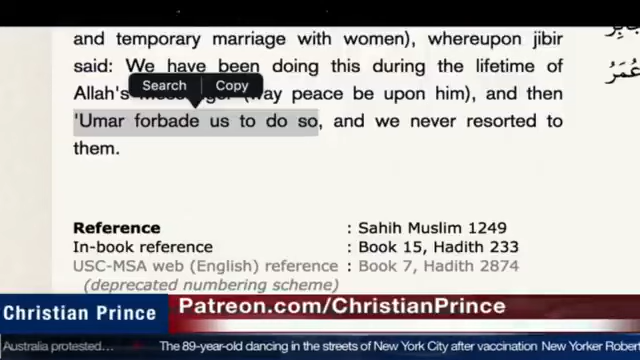 and temporary marriage with women), whereupon jibir
said: We have been doing this during the lifetime of
Search Copy
Allah's (may peace be upon him), and then
'Umar forbade us to do so, and we never resorted to
them.
عُمَرُ
Reference : Sahih Muslim 1249
In-book reference : Book 15, Hadith 233
USC-MSA web (English) reference : Book 7, Hadith 2874
(deprecated numbering scheme)
Christian Prince
Patreon.com/ChristianPrince
Australia protested...
The 89-year-old dancing in the streets of New York City after vaccination New Yorker Rober